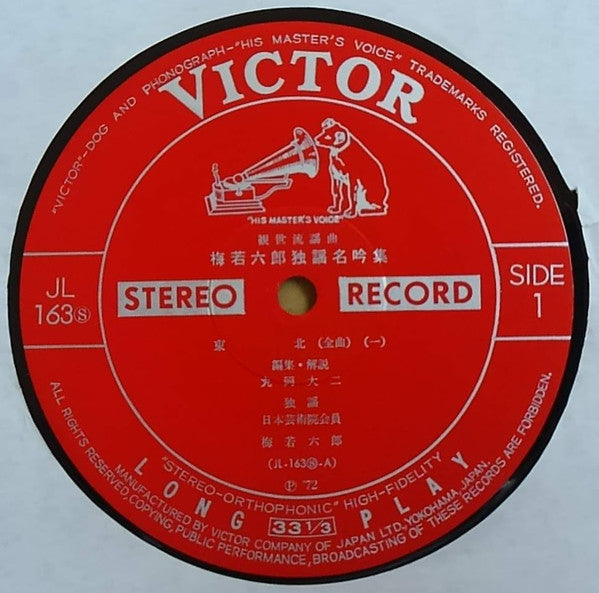 "VICTOR"—DOG AND PHONOGRAPH—"HIS MASTER'S VOICE" TRADEMARKS REGISTERED.
VICTOR
"HIS MASTER'S VOICE"
観世流謡曲
梅若六郎独謡名吟集
JL
163Ⓢ
STEREO RECORD
SIDE
1
東 北 (全曲) (一)
編集・解説
丸岡大二
独謡
日本芸術院会員
梅若六郎
(JL-163Ⓢ-A)
Ⓟ '72
"STEREO-ORTHOPHONIC" HIGH-FIDELITY
LONG 33 1/3 PLAY
MANUFACTURED BY VICTOR COMPANY OF JAPAN LTD., YOKOHAMA, JAPAN.
ALL RIGHTS RESERVED, COPYING, PUBLIC PERFORMANCE, BROADCASTING OF THESE RECORDS ARE FORBIDDEN.